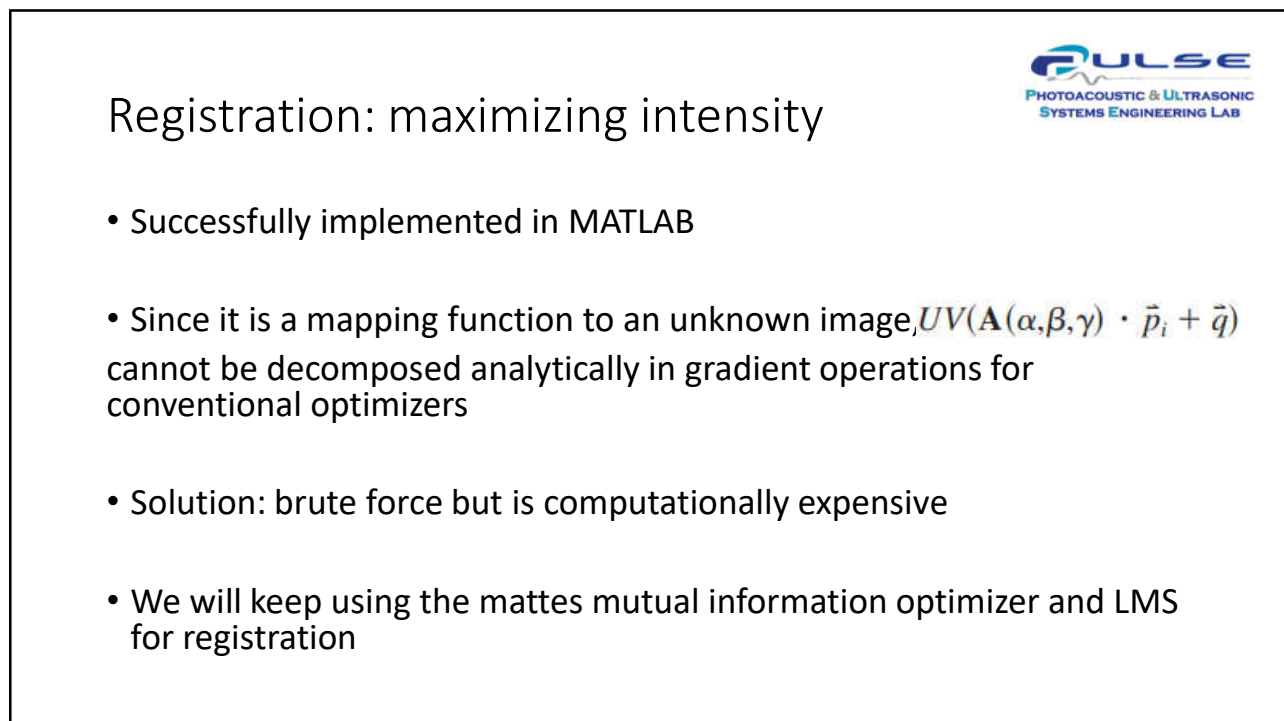 PULSE
PHOTOACOUSTIC & ULTRASONIC
SYSTEMS ENGINEERING LAB
Registration: maximizing intensity
• Successfully implemented in MATLAB
• Since it is a mapping function to an unknown image, UV(A(α,β,γ) · p⃗ᵢ + q⃗)
cannot be decomposed analytically in gradient operations for
conventional optimizers
• Solution: brute force but is computationally expensive
• We will keep using the mattes mutual information optimizer and LMS
for registration